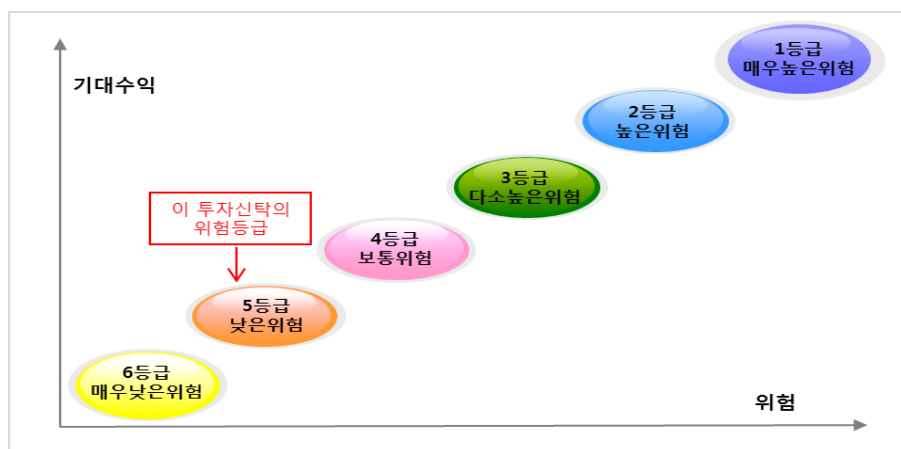 1등급
매우높은위험
기대수익
2등급
높은위험
3등급
다소높은위험
이 투자신탁의
위험등급
4등급
보통위험
5등급
낮은위험
6등급
매우낮은위험
위험